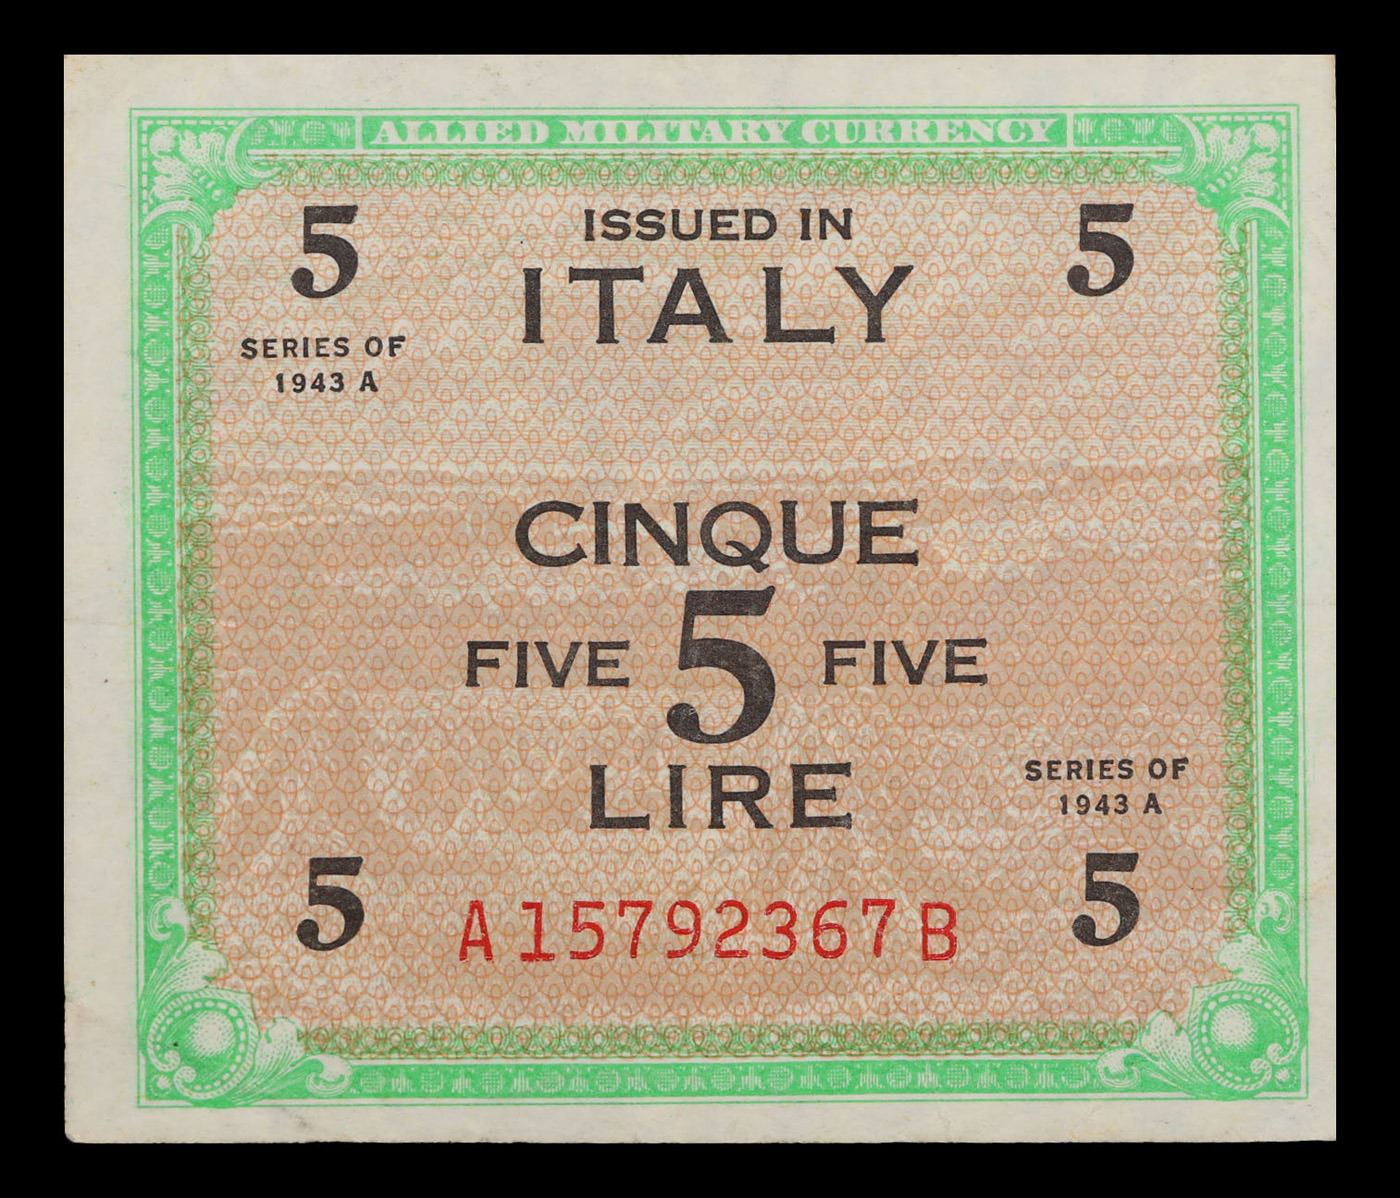 ALLIED MILITARY CURRENCY
5 ISSUED IN 5
ITALY
SERIES OF
1943 A
CINQUE
FIVE 5 FIVE
LIRE
SERIES OF
1943 A
5 A15792367B 5